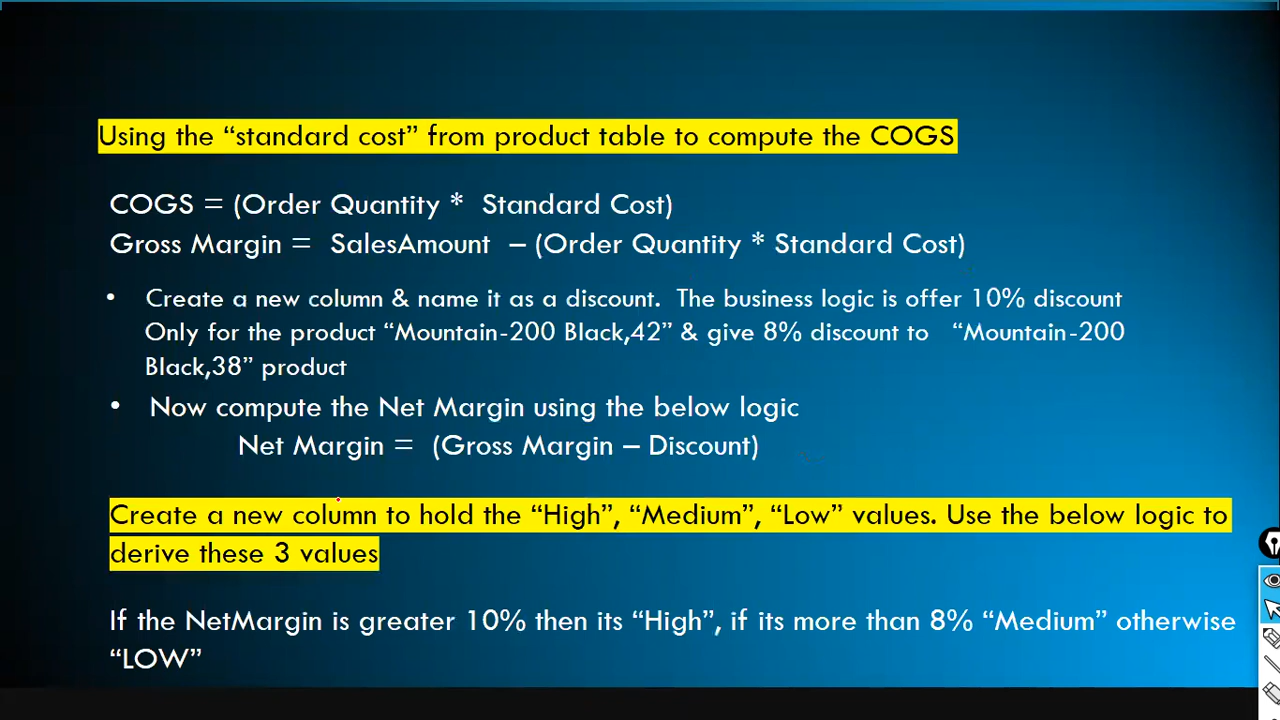 Using the “standard cost” from product table to compute the COGS
COGS = (Order Quantity * Standard Cost)
Gross Margin = SalesAmount – (Order Quantity * Standard Cost)
• Create a new column & name it as a discount. The business logic is offer 10% discount
Only for the product “Mountain-200 Black,42” & give 8% discount to “Mountain-200
Black,38” product
• Now compute the Net Margin using the below logic
Net Margin = (Gross Margin – Discount)
Create a new column to hold the “High”, “Medium”, “Low” values. Use the below logic to
derive these 3 values
If the NetMargin is greater 10% then its “High”, if its more than 8% “Medium” otherwise
“LOW”